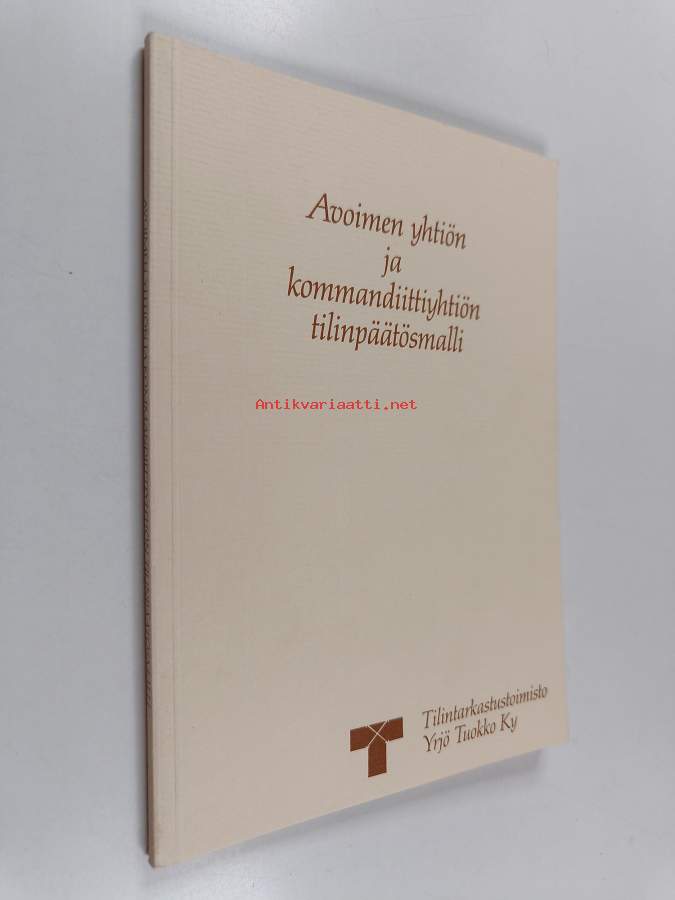 Avoimen yhtiön
ja
kommandiittiyhtiön
tilinpäätösmalli
Antikvariaatti.net
Tilintarkastustoimisto
Yrjö Tuokko Ky